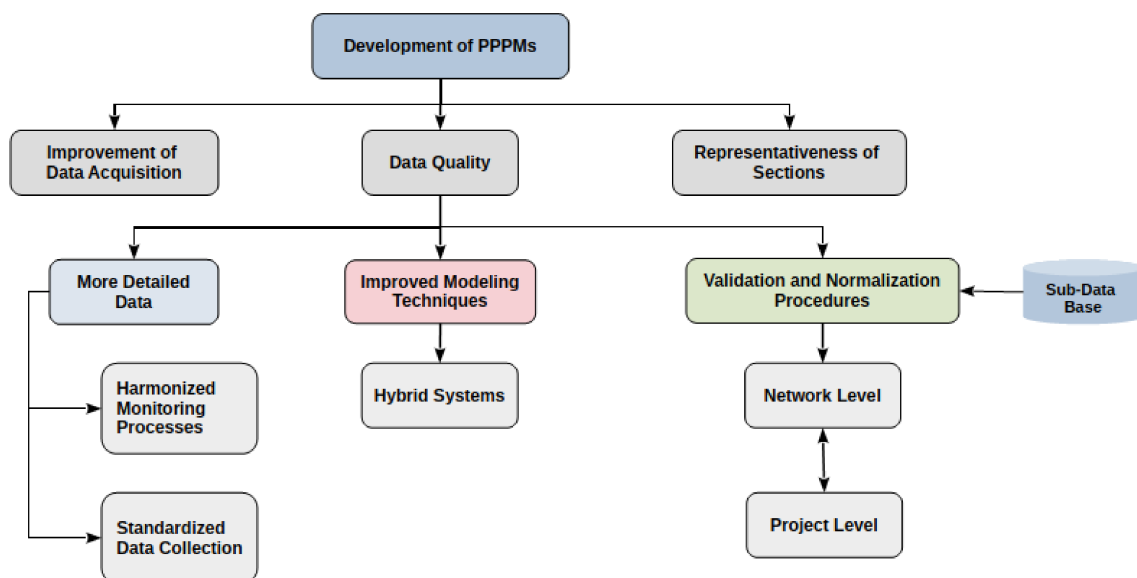 Development of PPPMs
Improvement of
Data Acquisition
Data Quality
Representativeness of
Sections
More Detailed
Data
Improved Modeling
Techniques
Validation and Normalization
Procedures
Sub-Data
Base
Harmonized
Monitoring
Processes
Hybrid Systems
Network Level
Standardized
Data Collection
Project Level